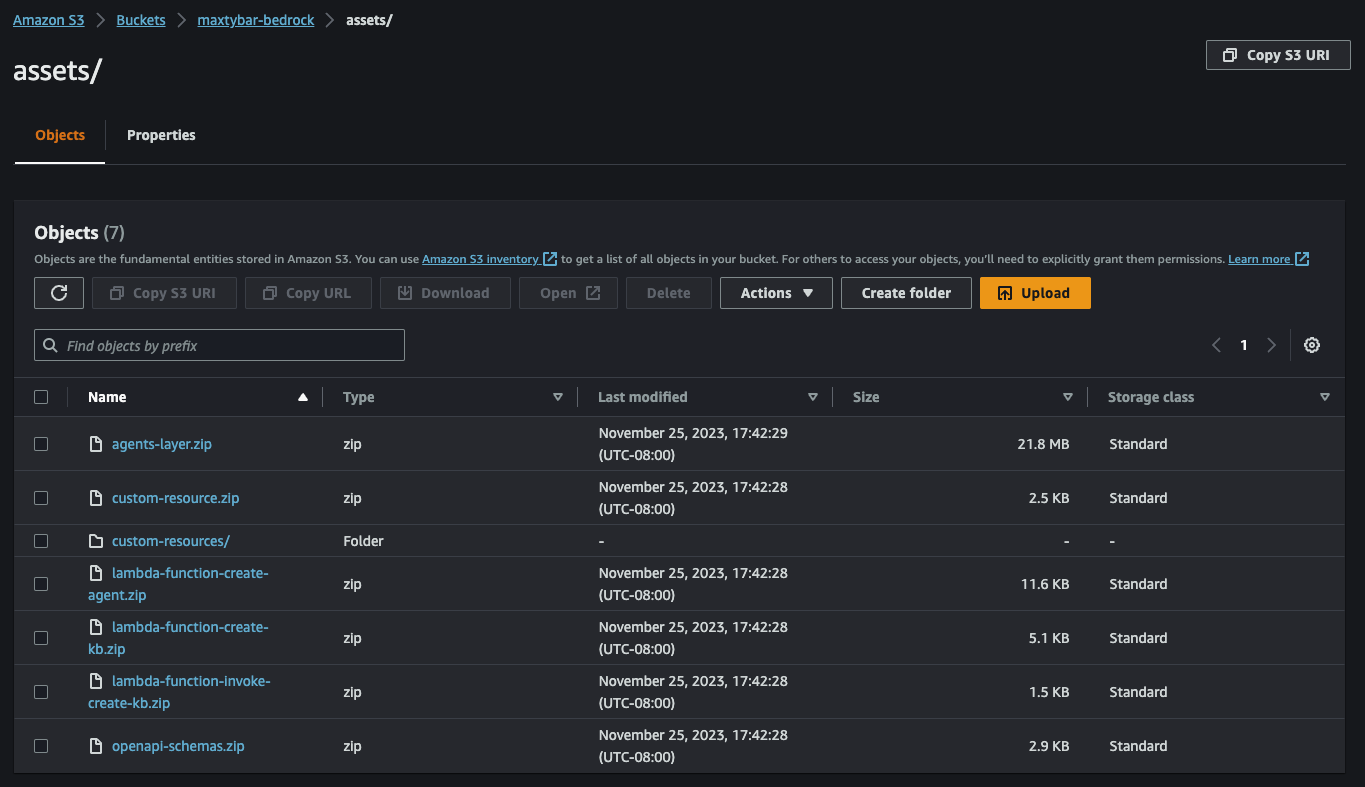 Amazon S3 > Buckets > maxtybar-bedrock > assets/
assets/
Copy S3 URI
Objects Properties
Objects (7)
Objects are the fundamental entities stored in Amazon S3. You can use Amazon S3 inventory to get a list of all objects in your bucket. For others to access your objects, you'll need to explicitly grant them permissions. Learn more
Copy S3 URI Copy URL Download Open Delete Actions Create folder Upload
Find objects by prefix
1
Name Type Last modified Size Storage class
agents-layer.zip zip November 25, 2023, 17:42:29 (UTC-08:00) 21.8 MB Standard
custom-resource.zip zip November 25, 2023, 17:42:28 (UTC-08:00) 2.5 KB Standard
custom-resources/ Folder - - -
lambda-function-create-agent.zip zip November 25, 2023, 17:42:28 (UTC-08:00) 11.6 KB Standard
lambda-function-create-kb.zip zip November 25, 2023, 17:42:28 (UTC-08:00) 5.1 KB Standard
lambda-function-invoke-create-kb.zip zip November 25, 2023, 17:42:28 (UTC-08:00) 1.5 KB Standard
openapi-schemas.zip zip November 25, 2023, 17:42:28 (UTC-08:00) 2.9 KB Standard